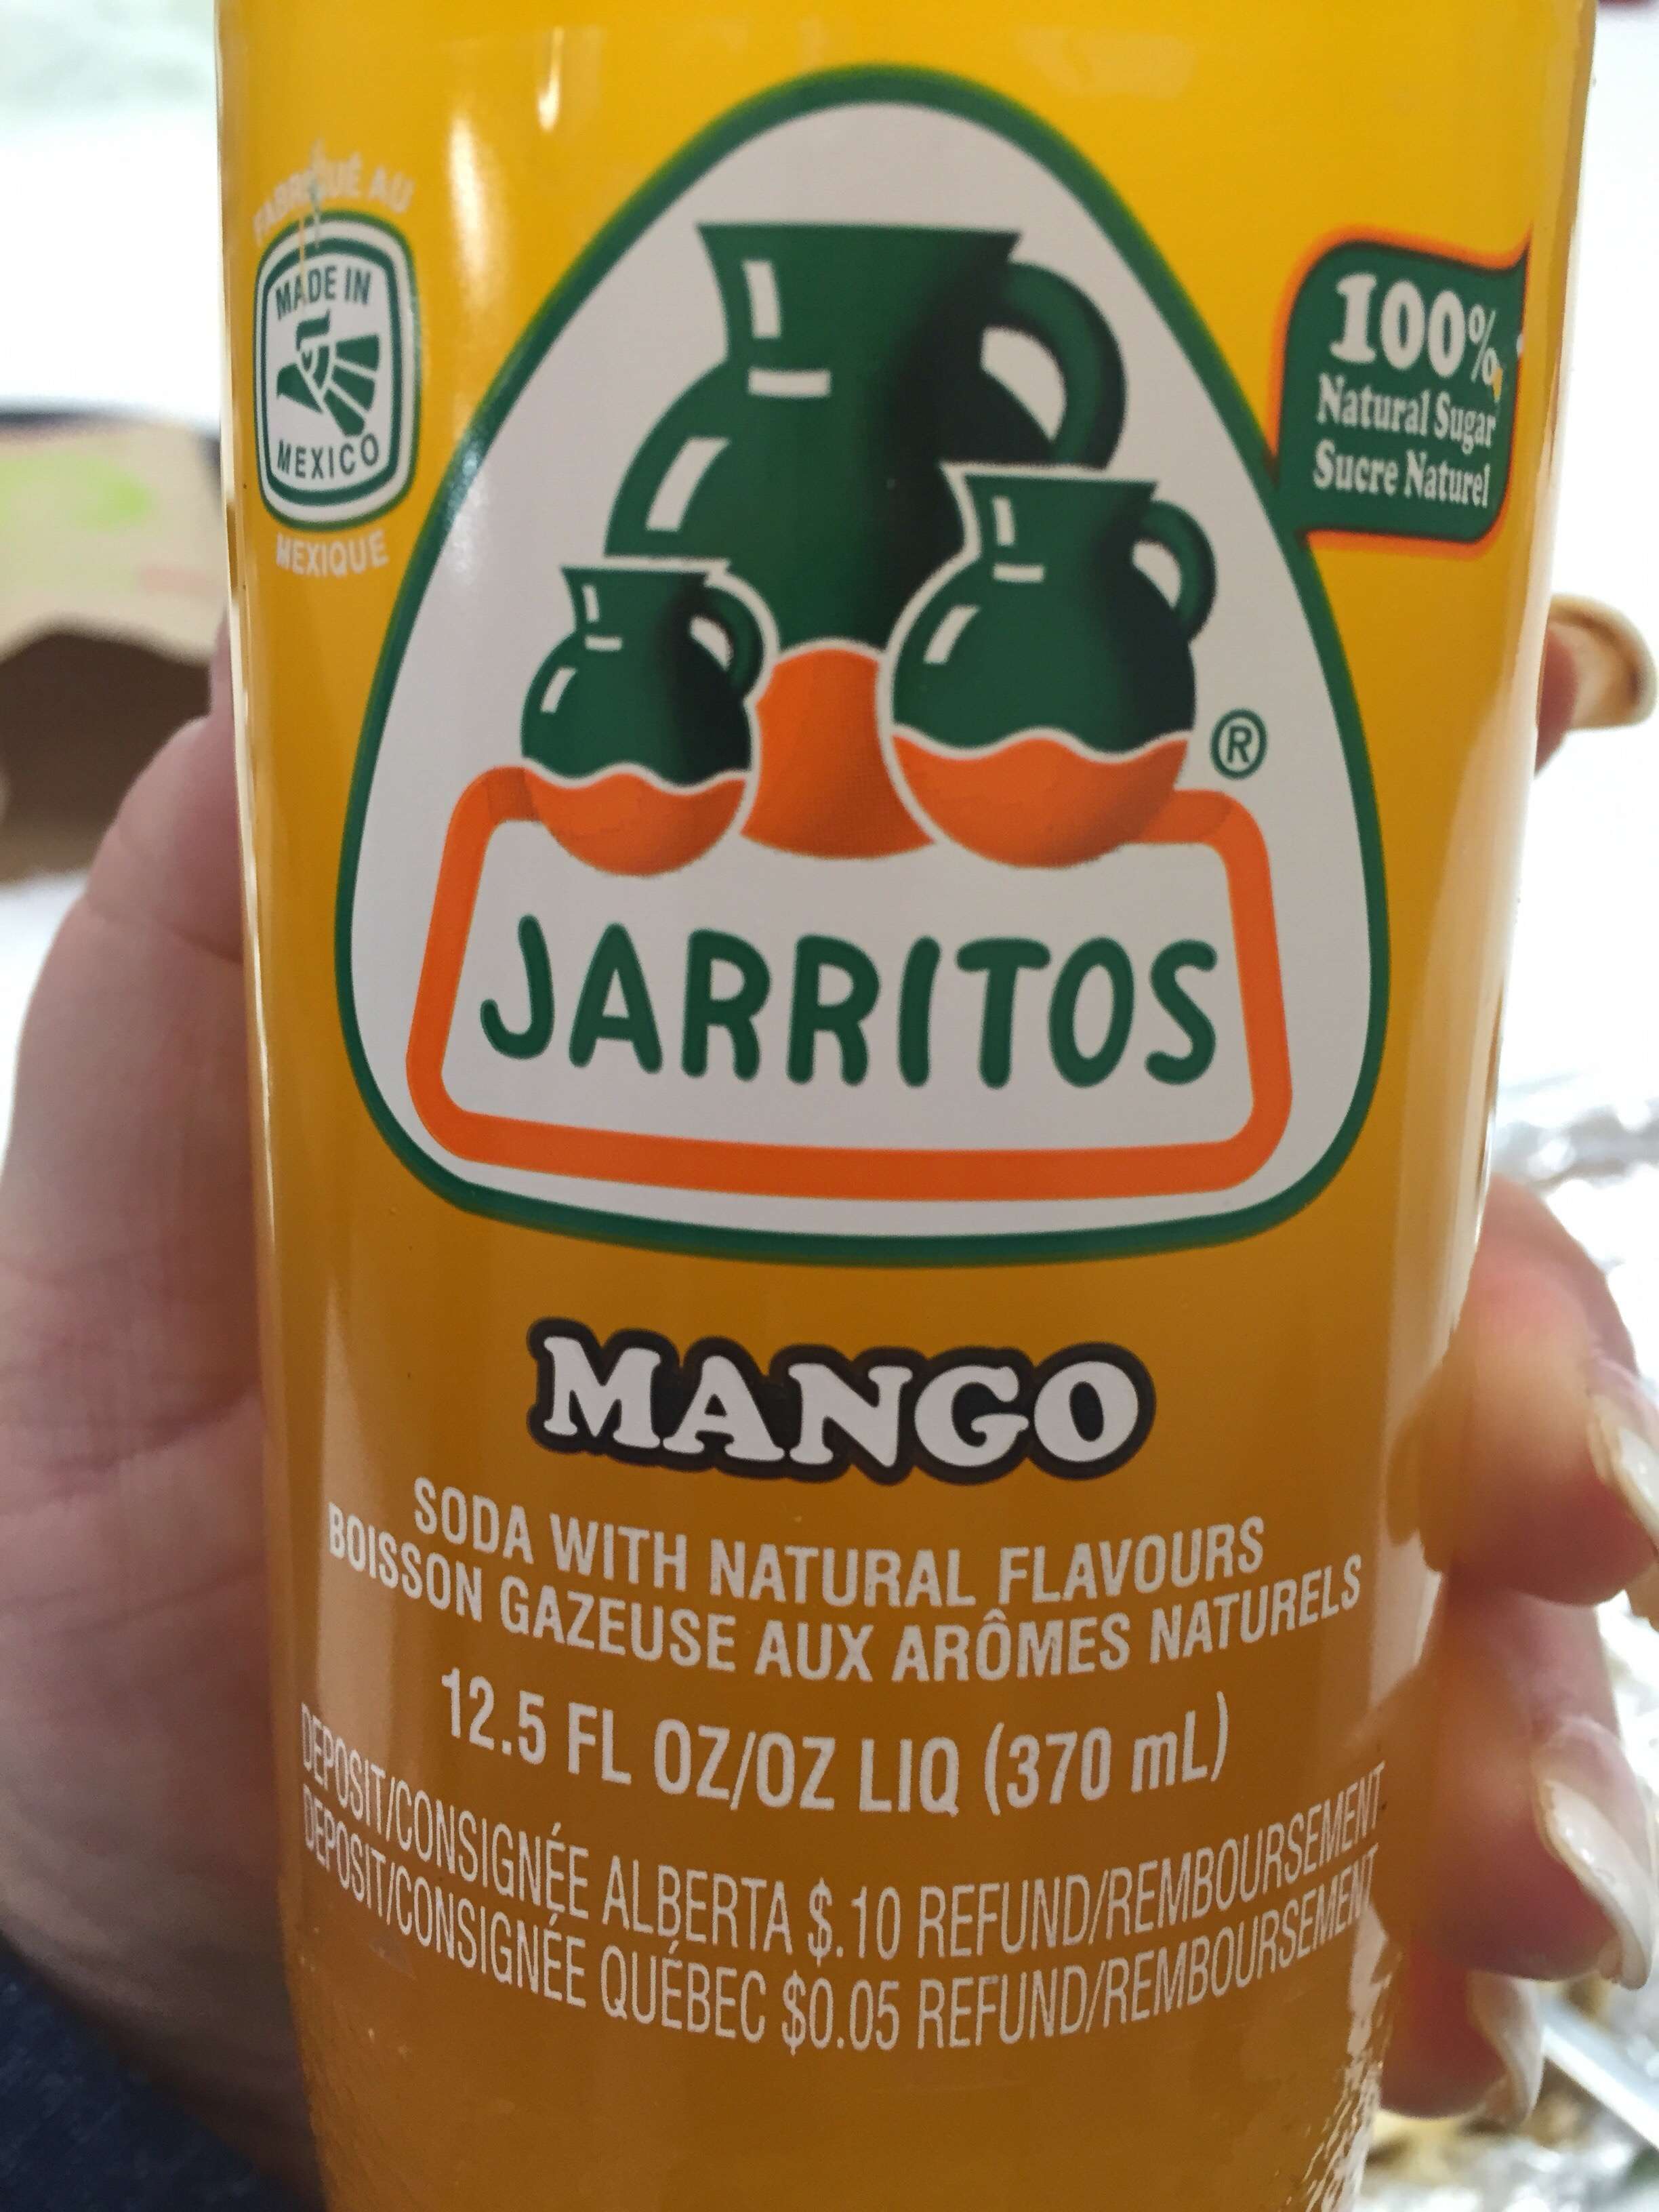 FABRIQUÉ AU
MADE IN
MEXICO
MEXIQUE
100%
Natural Sugar
Sucre Naturel
®
JARRITOS
MANGO
SODA WITH NATURAL FLAVOURS
BOISSON GAZEUSE AUX ARÔMES NATURELS
12.5 FL OZ/OZ LIQ (370 mL)
DEPOSIT/CONSIGNÉE ALBERTA $.10 REFUND/REMBOURSEMENT
DEPOSIT/CONSIGNÉE QUÉBEC $0.05 REFUND/REMBOURSEMENT